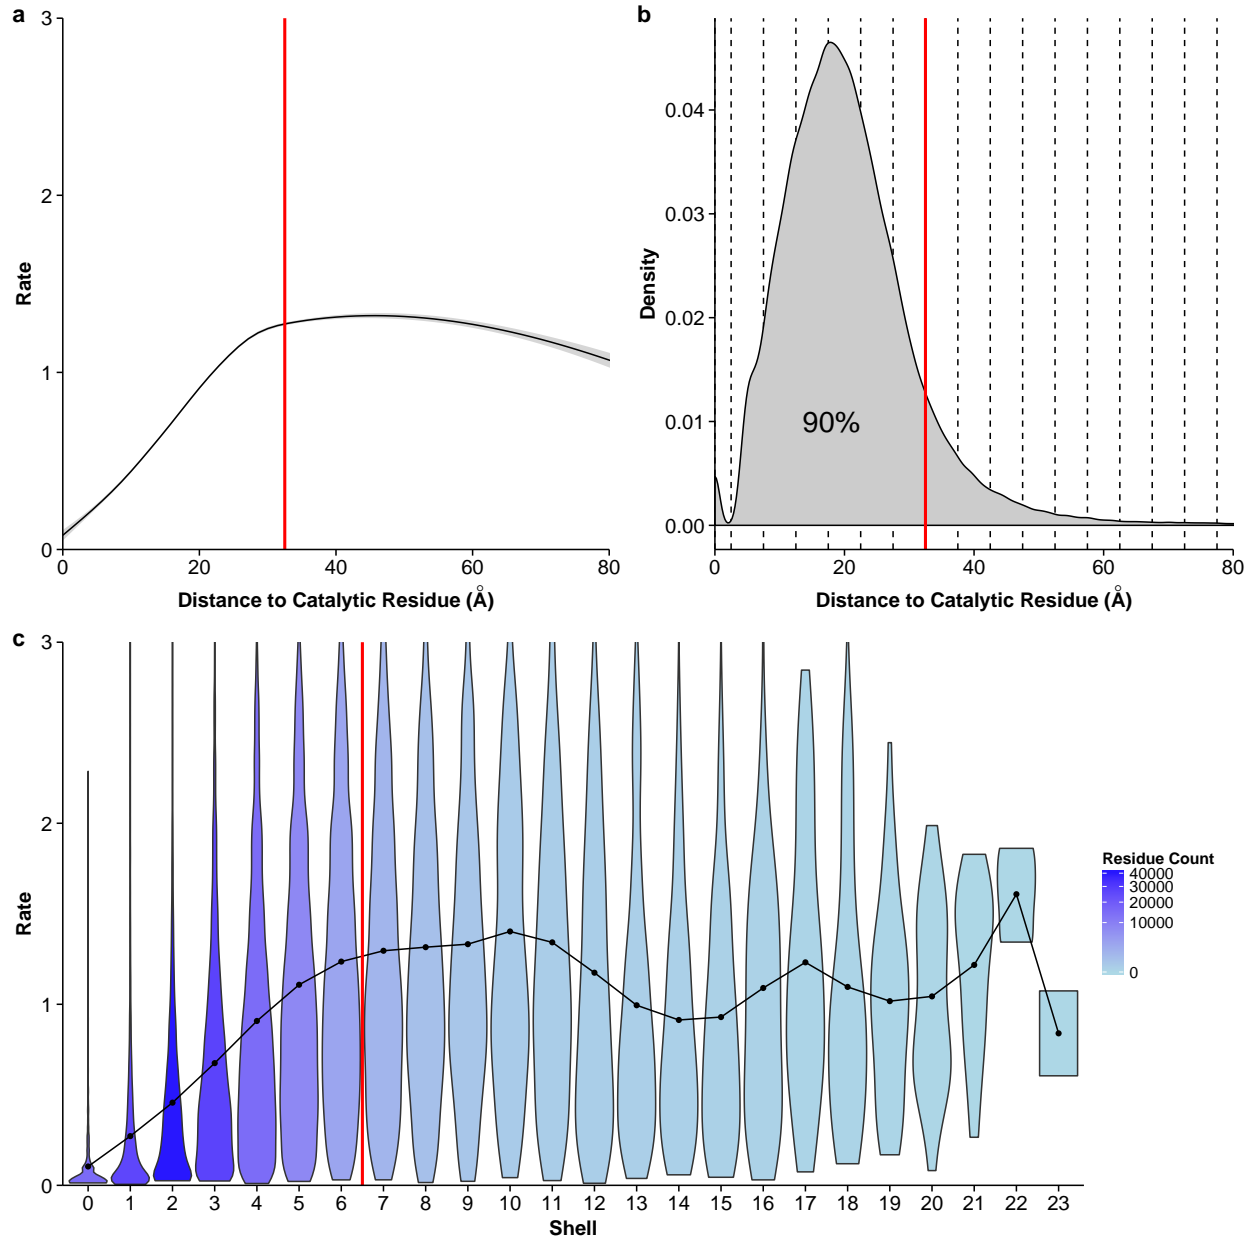 a
3
2
1
0
Rate
0 20 40 60 80
Distance to Catalytic Residue (Å)
b
0.04
0.03
0.02
0.01
0.00
Density
90%
0 20 40 60 80
Distance to Catalytic Residue (Å)
c
3
2
1
0
Rate
0 1 2 3 4 5 6 7 8 9 10 11 12 13 14 15 16 17 18 19 20 21 22 23
Shell
Residue Count
40000
30000
20000
10000
0